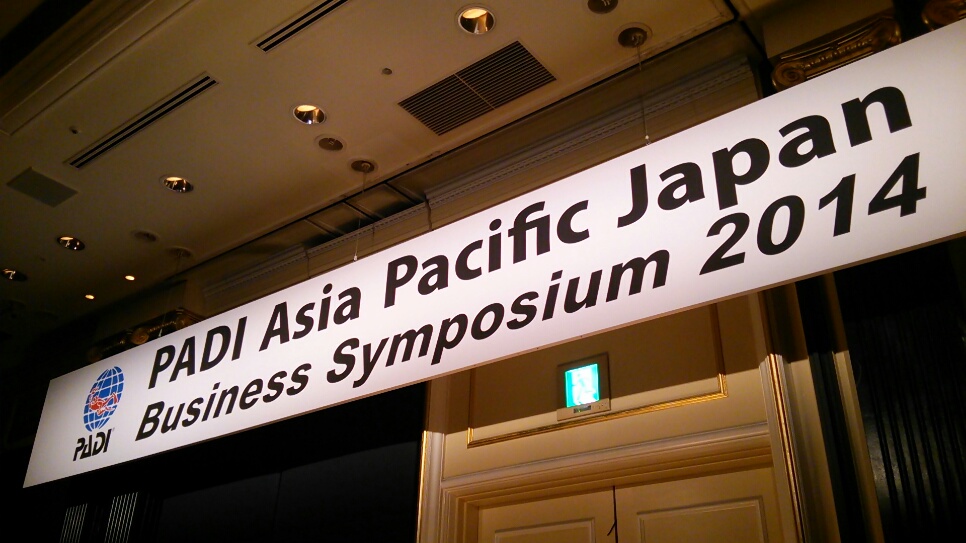 PADI Asia Pacific Japan
Business Symposium 2014
PADI